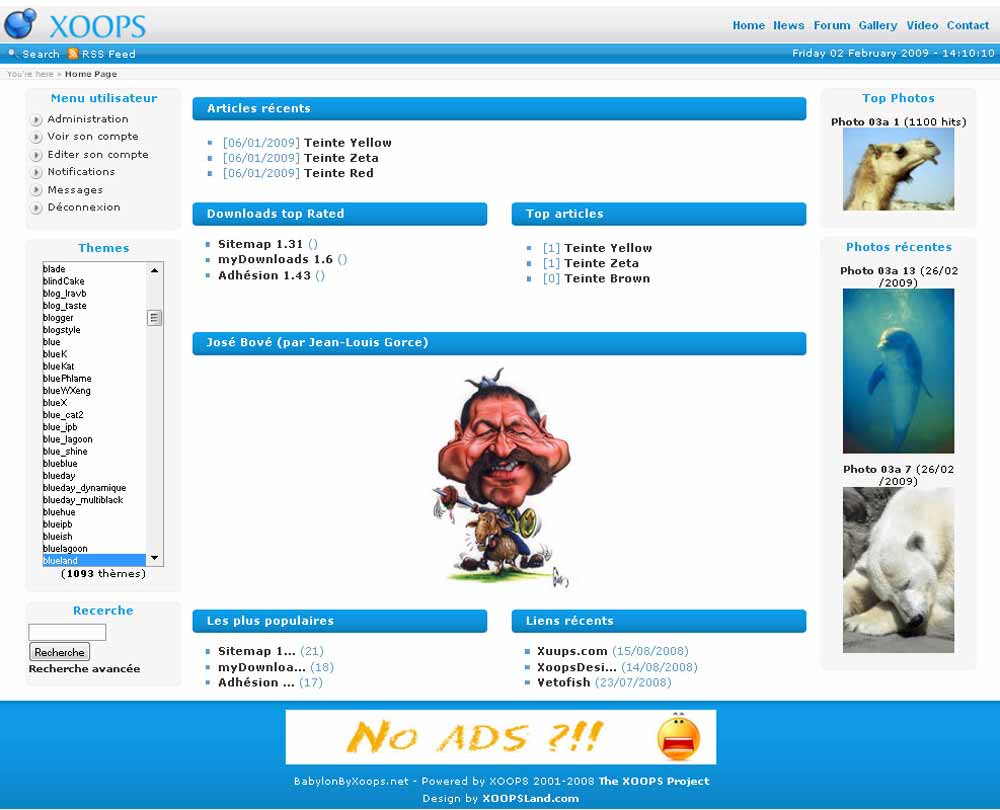 XOOPS
Home News Forum Gallery Video Contact
Search RSS Feed
Friday 02 February 2009 - 14:10:10
You're here » Home Page
Menu utilisateur
Administration
Voir son compte
Editer son compte
Notifications
Messages
Déconnexion
Themes
blade
blindCake
blog_lravb
blog_taste
blogger
blogstyle
blue
blueK
blueKat
bluePhlame
blueWXeng
blueX
blue_cat2
blue_ipb
blue_lagoon
blue_shine
blueblue
blueday
blueday_dynamique
blueday_multiblack
bluehue
blueipb
blueish
bluelagoon
blueland
(1093 thèmes)
Recerche
Recherche
Recherche avancée
Articles récents
[06/01/2009] Teinte Yellow
[06/01/2009] Teinte Zeta
[06/01/2009] Teinte Red
Downloads top Rated
Sitemap 1.31 ()
myDownloads 1.6 ()
Adhésion 1.43 ()
Top articles
[1] Teinte Yellow
[1] Teinte Zeta
[0] Teinte Brown
José Bové (par Jean-Louis Gorce)
Les plus populaires
Sitemap 1... (21)
myDownloa... (18)
Adhésion ... (17)
Liens récents
Xuups.com (15/08/2008)
XoopsDesi... (14/08/2008)
Yetofish (23/07/2008)
Top Photos
Photo 03a 1 (1100 hits)
Photos récentes
Photo 03a 13 (26/02
/2009)
Photo 03a 7 (26/02
/2009)
No ADS ?!!
BabylonByXoops.net - Powered by XOOPS 2001-2008 The XOOPS Project
Design by XOOPSLand.com